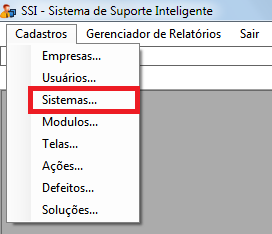 SSI - Sistema de Suporte Inteligente
Cadastros Gerenciador de Relatórios Sair
Empresas...
Usuários...
Sistemas...
Modulos...
Telas...
Ações...
Defeitos...
Soluções...